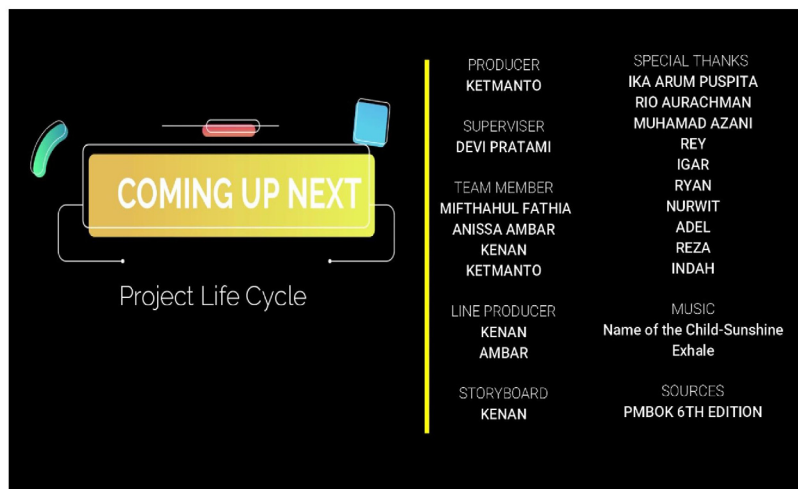 COMING UP NEXT
Project Life Cycle
PRODUCER
KETMANTO
SUPERVISER
DEVI PRATAMI
TEAM MEMBER
MIFTHAHUL FATHIA
ANISSA AMBAR
KENAN
KETMANTO
LINE PRODUCER
KENAN
AMBAR
STORYBOARD
KENAN
SPECIAL THANKS
IKA ARUM PUSPITA
RIO AURACHMAN
MUHAMAD AZANI
REY
IGAR
RYAN
NURWIT
ADEL
REZA
INDAH
MUSIC
Name of the Child-Sunshine
Exhale
SOURCES
PMBOK 6TH EDITION